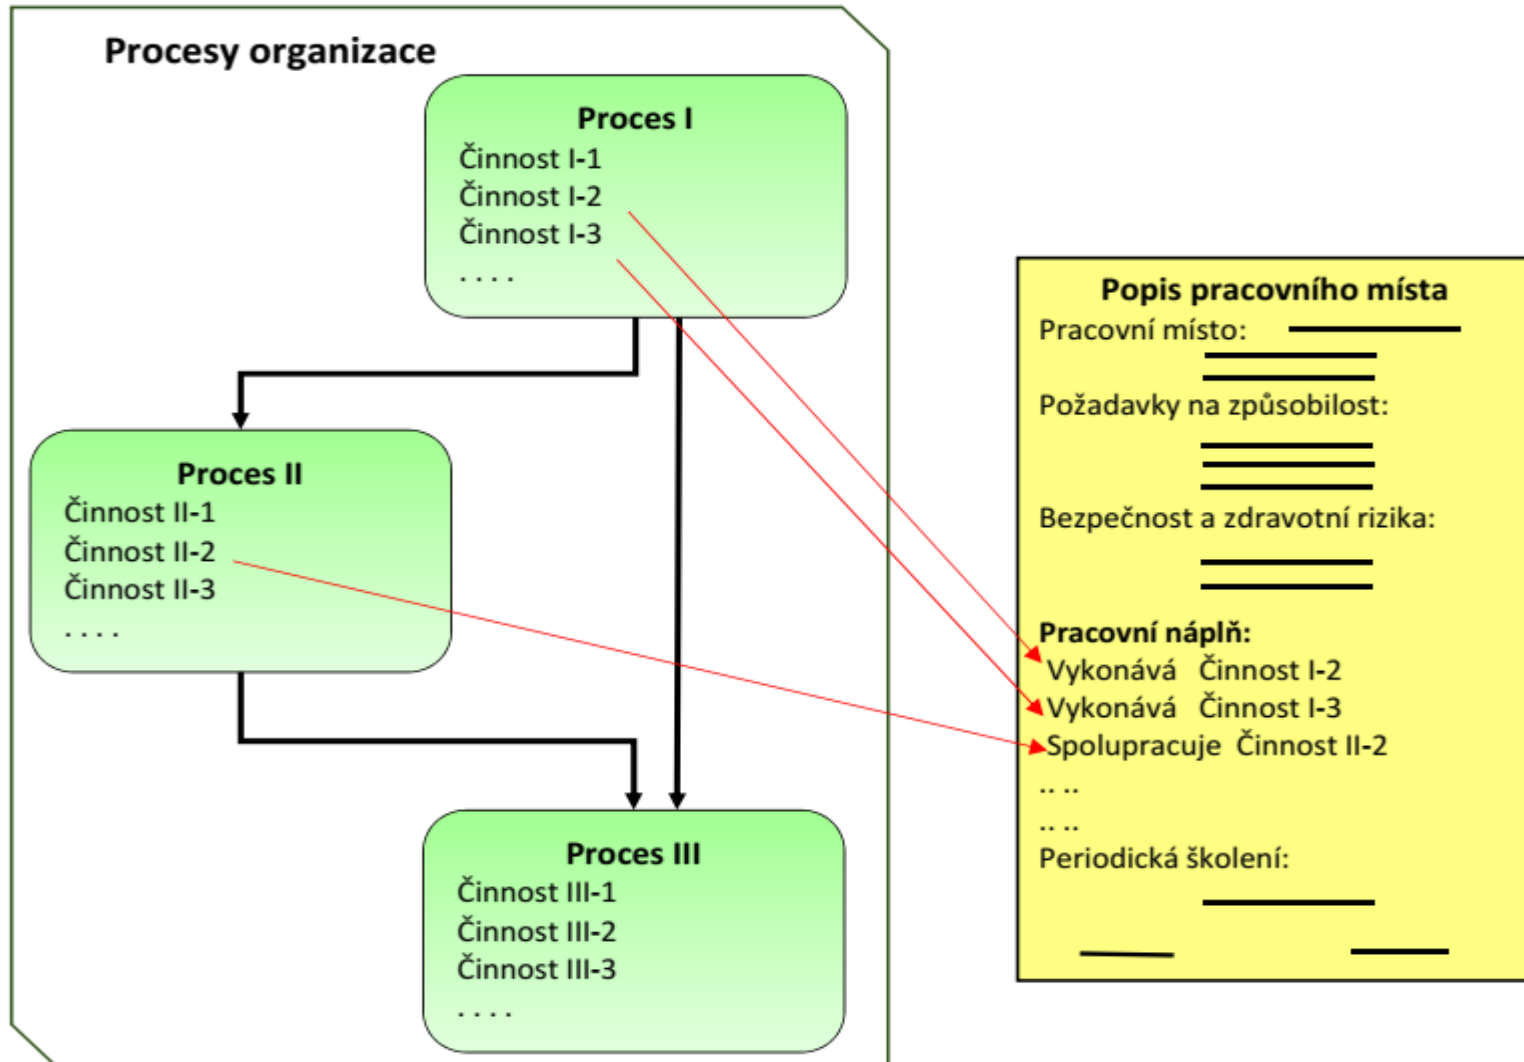 Procesy organizace
Proces I
Činnost I-1
Činnost I-2
Činnost I-3
. . . .
Proces II
Činnost II-1
Činnost II-2
Činnost II-3
. . . .
Proces III
Činnost III-1
Činnost III-2
Činnost III-3
. . . .
Popis pracovního místa
Pracovní místo:
Požadavky na způsobilost:
Bezpečnost a zdravotní rizika:
Pracovní náplň:
Vykonává Činnost I-2
Vykonává Činnost I-3
Spolupracuje Činnost II-2
.. ..
.. ..
Periodická školení: